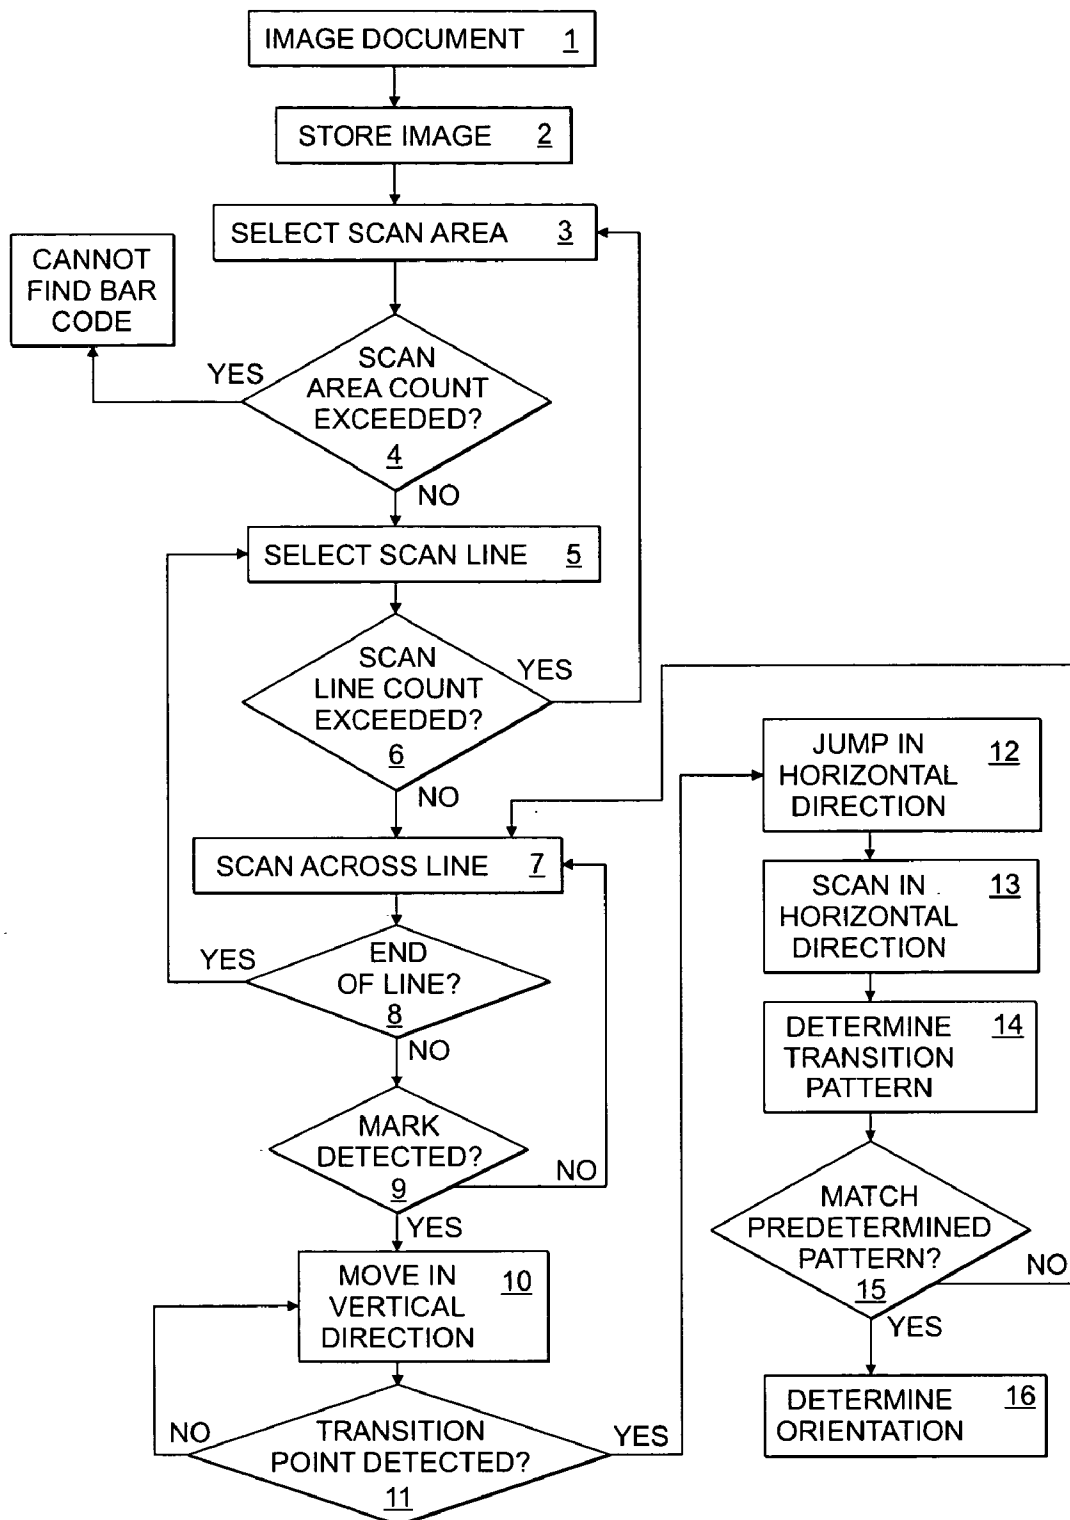 IMAGE DOCUMENT 1
STORE IMAGE 2
SELECT SCAN AREA 3
CANNOT
FIND BAR
CODE
YES
SCAN
AREA COUNT
EXCEEDED?
4
NO
SELECT SCAN LINE 5
SCAN
LINE COUNT
EXCEEDED?
6
YES
NO
SCAN ACROSS LINE 7
YES
END
OF LINE?
8
NO
MARK
DETECTED?
9
NO
YES
MOVE IN
VERTICAL
DIRECTION
10
NO
TRANSITION
POINT DETECTED?
11
YES
JUMP IN
HORIZONTAL
DIRECTION
12
SCAN IN
HORIZONTAL
DIRECTION
13
DETERMINE
TRANSITION
PATTERN
14
MATCH
PREDETERMINED
PATTERN?
15
NO
YES
DETERMINE
ORIENTATION
16